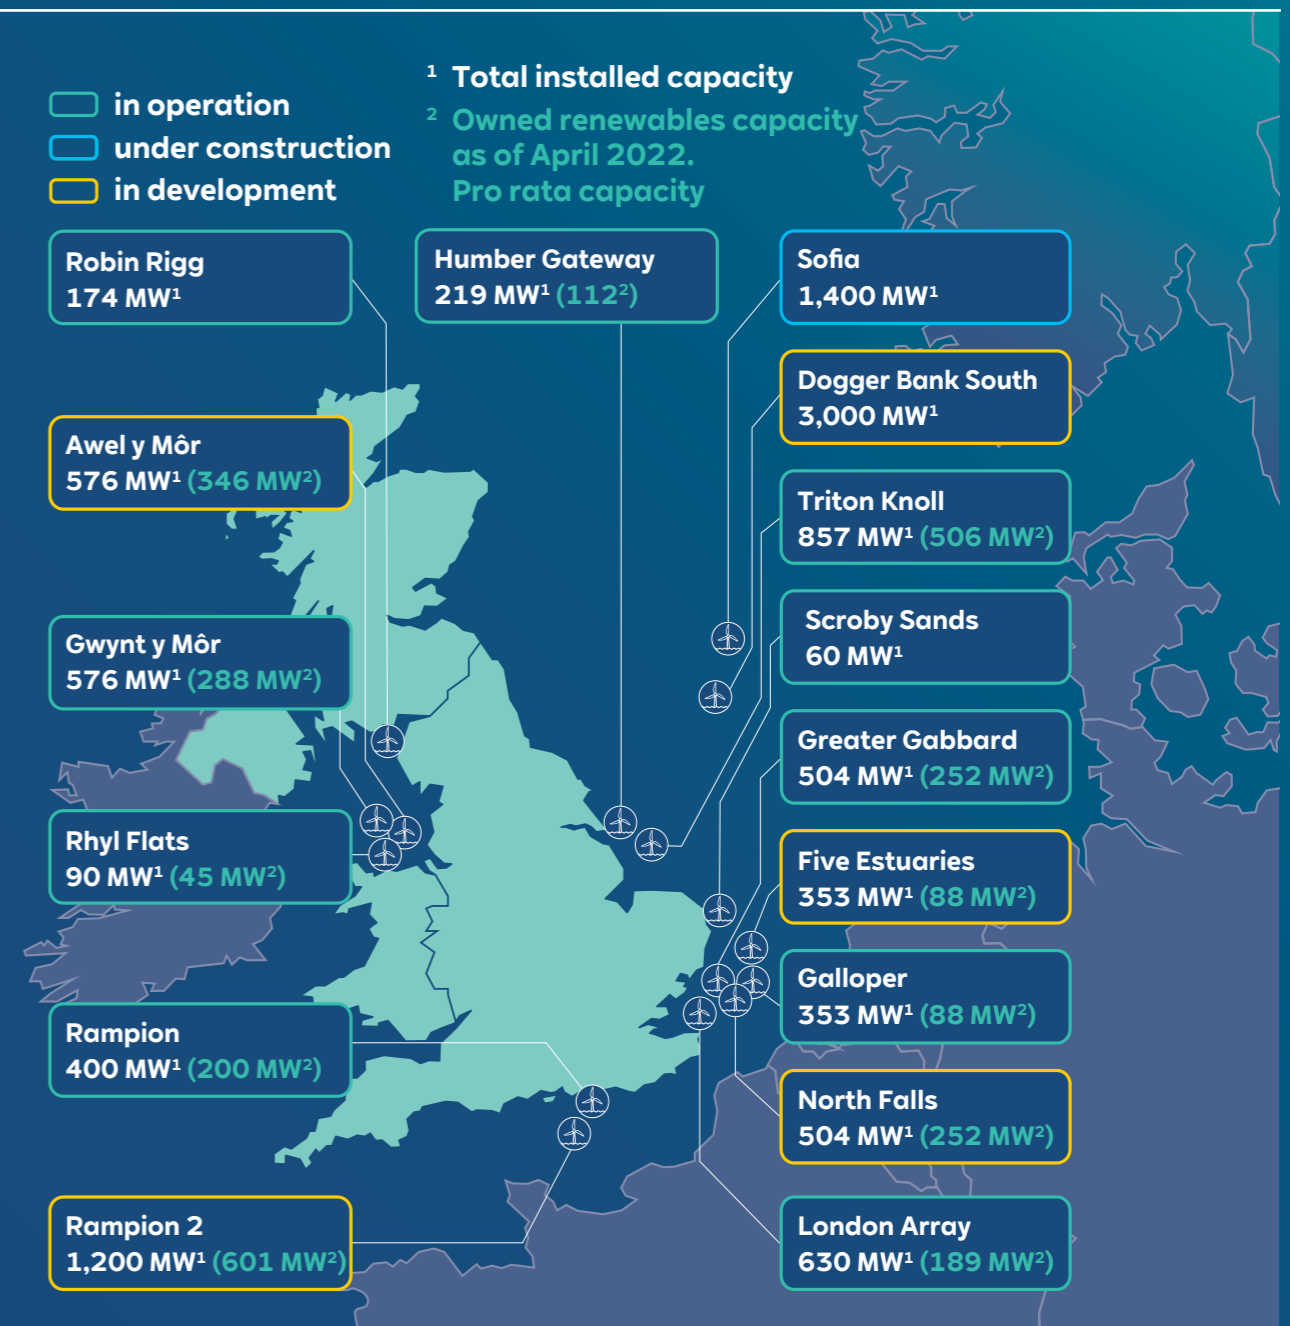 in operation
under construction
in development
¹ Total installed capacity
² Owned renewables capacity
as of April 2022.
Pro rata capacity
Robin Rigg
174 MW¹
Humber Gateway
219 MW¹ (112²)
Sofia
1,400 MW¹
Dogger Bank South
3,000 MW¹
Awel y Môr
576 MW¹ (346 MW²)
Triton Knoll
857 MW¹ (506 MW²)
Scroby Sands
60 MW¹
Gwynt y Môr
576 MW¹ (288 MW²)
Greater Gabbard
504 MW¹ (252 MW²)
Rhyl Flats
90 MW¹ (45 MW²)
Five Estuaries
353 MW¹ (88 MW²)
Galloper
353 MW¹ (88 MW²)
Rampion
400 MW¹ (200 MW²)
North Falls
504 MW¹ (252 MW²)
Rampion 2
1,200 MW¹ (601 MW²)
London Array
630 MW¹ (189 MW²)